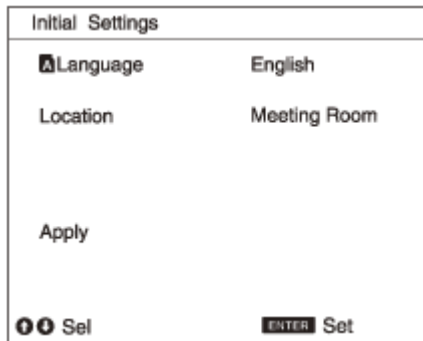 Initial Settings
A Language English
Location Meeting Room
Apply
Sel ENTER Set